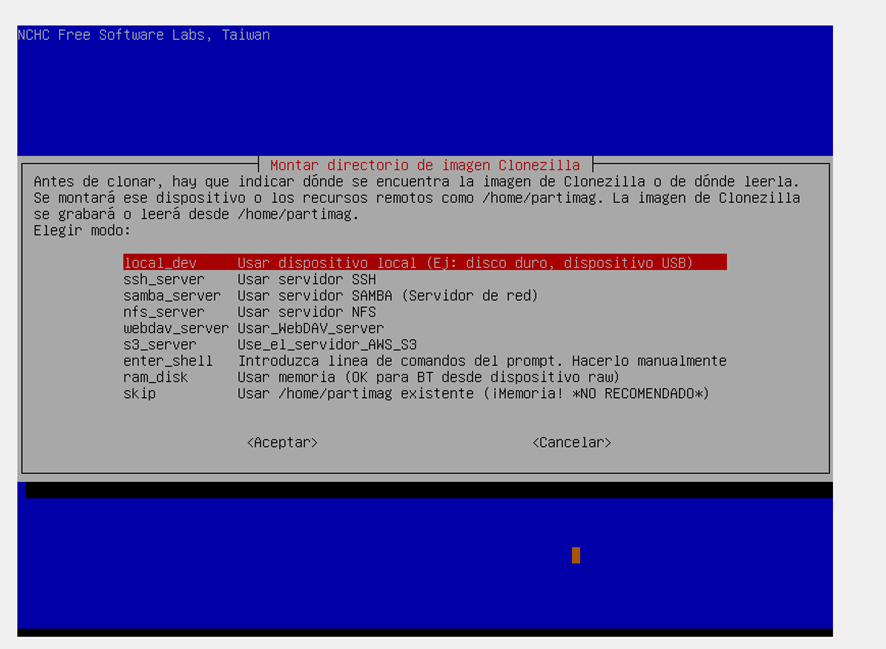 NCHC Free Software Labs, Taiwan
Montar directorio de imagen Clonezilla
Antes de clonar, hay que indicar dónde se encuentra la imagen de Clonezilla o de dónde leerla.
Se montará ese dispositivo o los recursos remotos como /home/partimag. La imagen de Clonezilla
se grabará o leerá desde /home/partimag.
Elegir modo:
local_dev Usar dispositivo local (Ej: disco duro, dispositivo USB)
ssh_server Usar servidor SSH
samba_server Usar servidor SAMBA (Servidor de red)
nfs_server Usar servidor NFS
webdav_server Usar_WebDAV_server
s3_server Use_el_servidor_AWS_S3
enter_shell Introduzca linea de comandos del prompt. Hacerlo manualmente
ram_disk Usar memoria (OK para BT desde dispositivo raw)
skip Usar /home/partimag existente (¡Memoria! *NO RECOMENDADO*)
<Aceptar> <Cancelar>